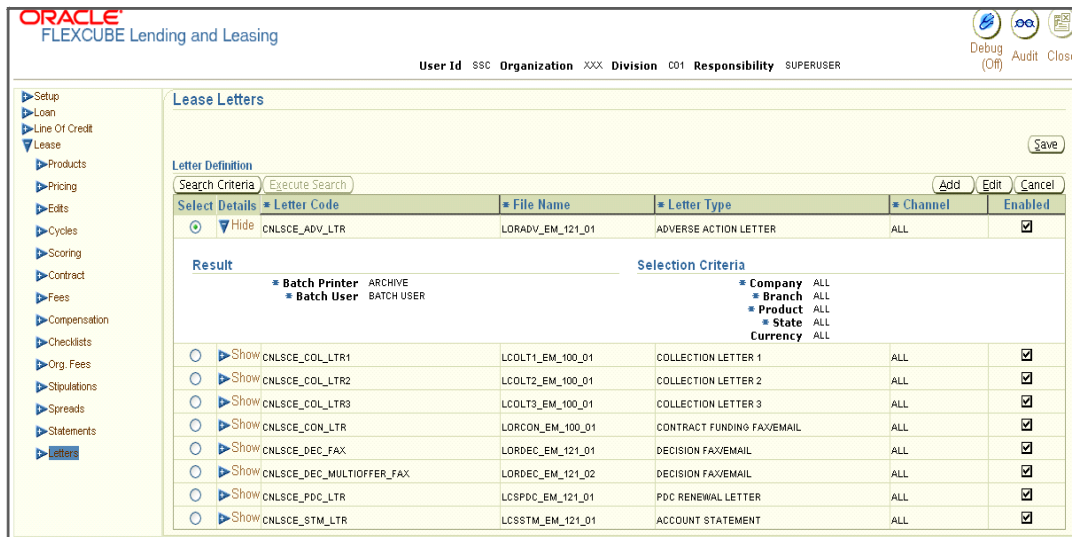 ORACLE
FLEXCUBE Lending and Leasing
Debug (Off) Audit Close
User Id SSC Organization XXX Division C01 Responsibility SUPERUSER
Setup
Loan
Line Of Credit
Lease
Products
Pricing
Edits
Cycles
Scoring
Contract
Fees
Compensation
Checklists
Org. Fees
Stipulations
Spreads
Statements
Letters
Lease Letters
Save
Letter Definition
Search Criteria Execute Search Add Edit Cancel
Select Details * Letter Code * File Name * Letter Type * Channel Enabled
Hide CNLSCE_ADV_LTR LORADV_EM_121_01 ADVERSE ACTION LETTER ALL
Result Selection Criteria
* Batch Printer ARCHIVE * Company ALL
* Batch User BATCH USER * Branch ALL
* Product ALL
* State ALL
Currency ALL
Show CNLSCE_COL_LTR1 LCOLT1_EM_100_01 COLLECTION LETTER 1 ALL
Show CNLSCE_COL_LTR2 LCOLT2_EM_100_01 COLLECTION LETTER 2 ALL
Show CNLSCE_COL_LTR3 LCOLT3_EM_100_01 COLLECTION LETTER 3 ALL
Show CNLSCE_CON_LTR LORCON_EM_100_01 CONTRACT FUNDING FAX/EMAIL ALL
Show CNLSCE_DEC_FAX LORDEC_EM_121_01 DECISION FAX/EMAIL ALL
Show CNLSCE_DEC_MULTIOFFER_FAX LORDEC_EM_121_02 DECISION FAX/EMAIL ALL
Show CNLSCE_PDC_LTR LCSPDC_EM_121_01 PDC RENEWAL LETTER ALL
Show CNLSCE_STM_LTR LCSSTM_EM_121_01 ACCOUNT STATEMENT ALL